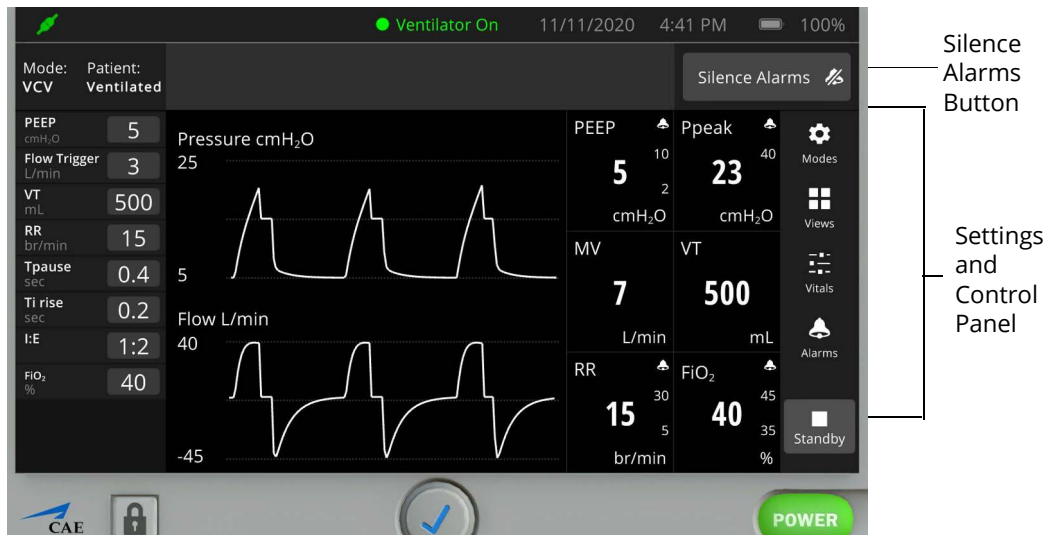 Ventilator On 11/11/2020 4:41 PM 100%
Mode: Patient:
VCV Ventilated
Silence Alarms
PEEP 5
cmH₂O
Flow Trigger 3
L/min
VT 500
mL
RR 15
br/min
Tpause 0.4
sec
Ti rise 0.2
sec
I:E 1:2
FiO₂ 40
%
Pressure cmH₂O
25
5
Flow L/min
40
-45
PEEP
10
5
2
cmH₂O
Ppeak
40
23
cmH₂O
MV
7
L/min
VT
500
mL
RR
30
15
5
br/min
FiO₂
45
40
35
%
Modes
Views
Vitals
Alarms
Standby
CAE
POWER
Silence
Alarms
Button
Settings
and
Control
Panel